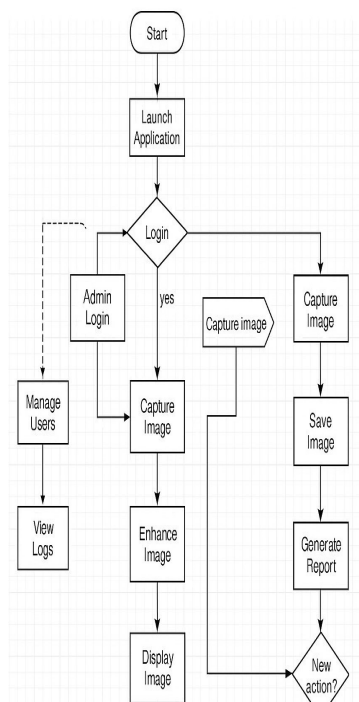 Start
Launch
Application
Login
yes
Admin
Login
Capture image
Capture
Image
Manage
Users
Capture
Image
Save
Image
View
Logs
Enhance
Image
Generate
Report
Display
Image
New
action?